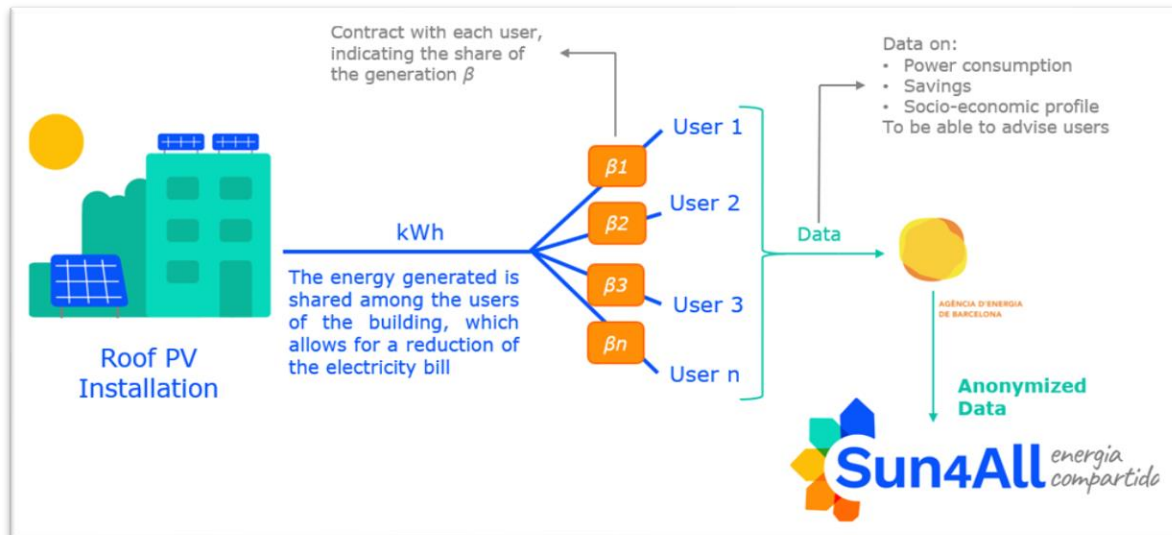 Contract with each user,
indicating the share of
the generation β
Data on:
• Power consumption
• Savings
• Socio-economic profile
To be able to advise users
User 1
β1
User 2
β2
kWh
Data
The energy generated is
shared among the users
of the building, which
allows for a reduction of
the electricity bill
β3
User 3
βn
User n
AGÈNCIA D'ENERGIA
DE BARCELONA
Roof PV
Installation
Anonymized
Data
Sun4All
energia
compartida